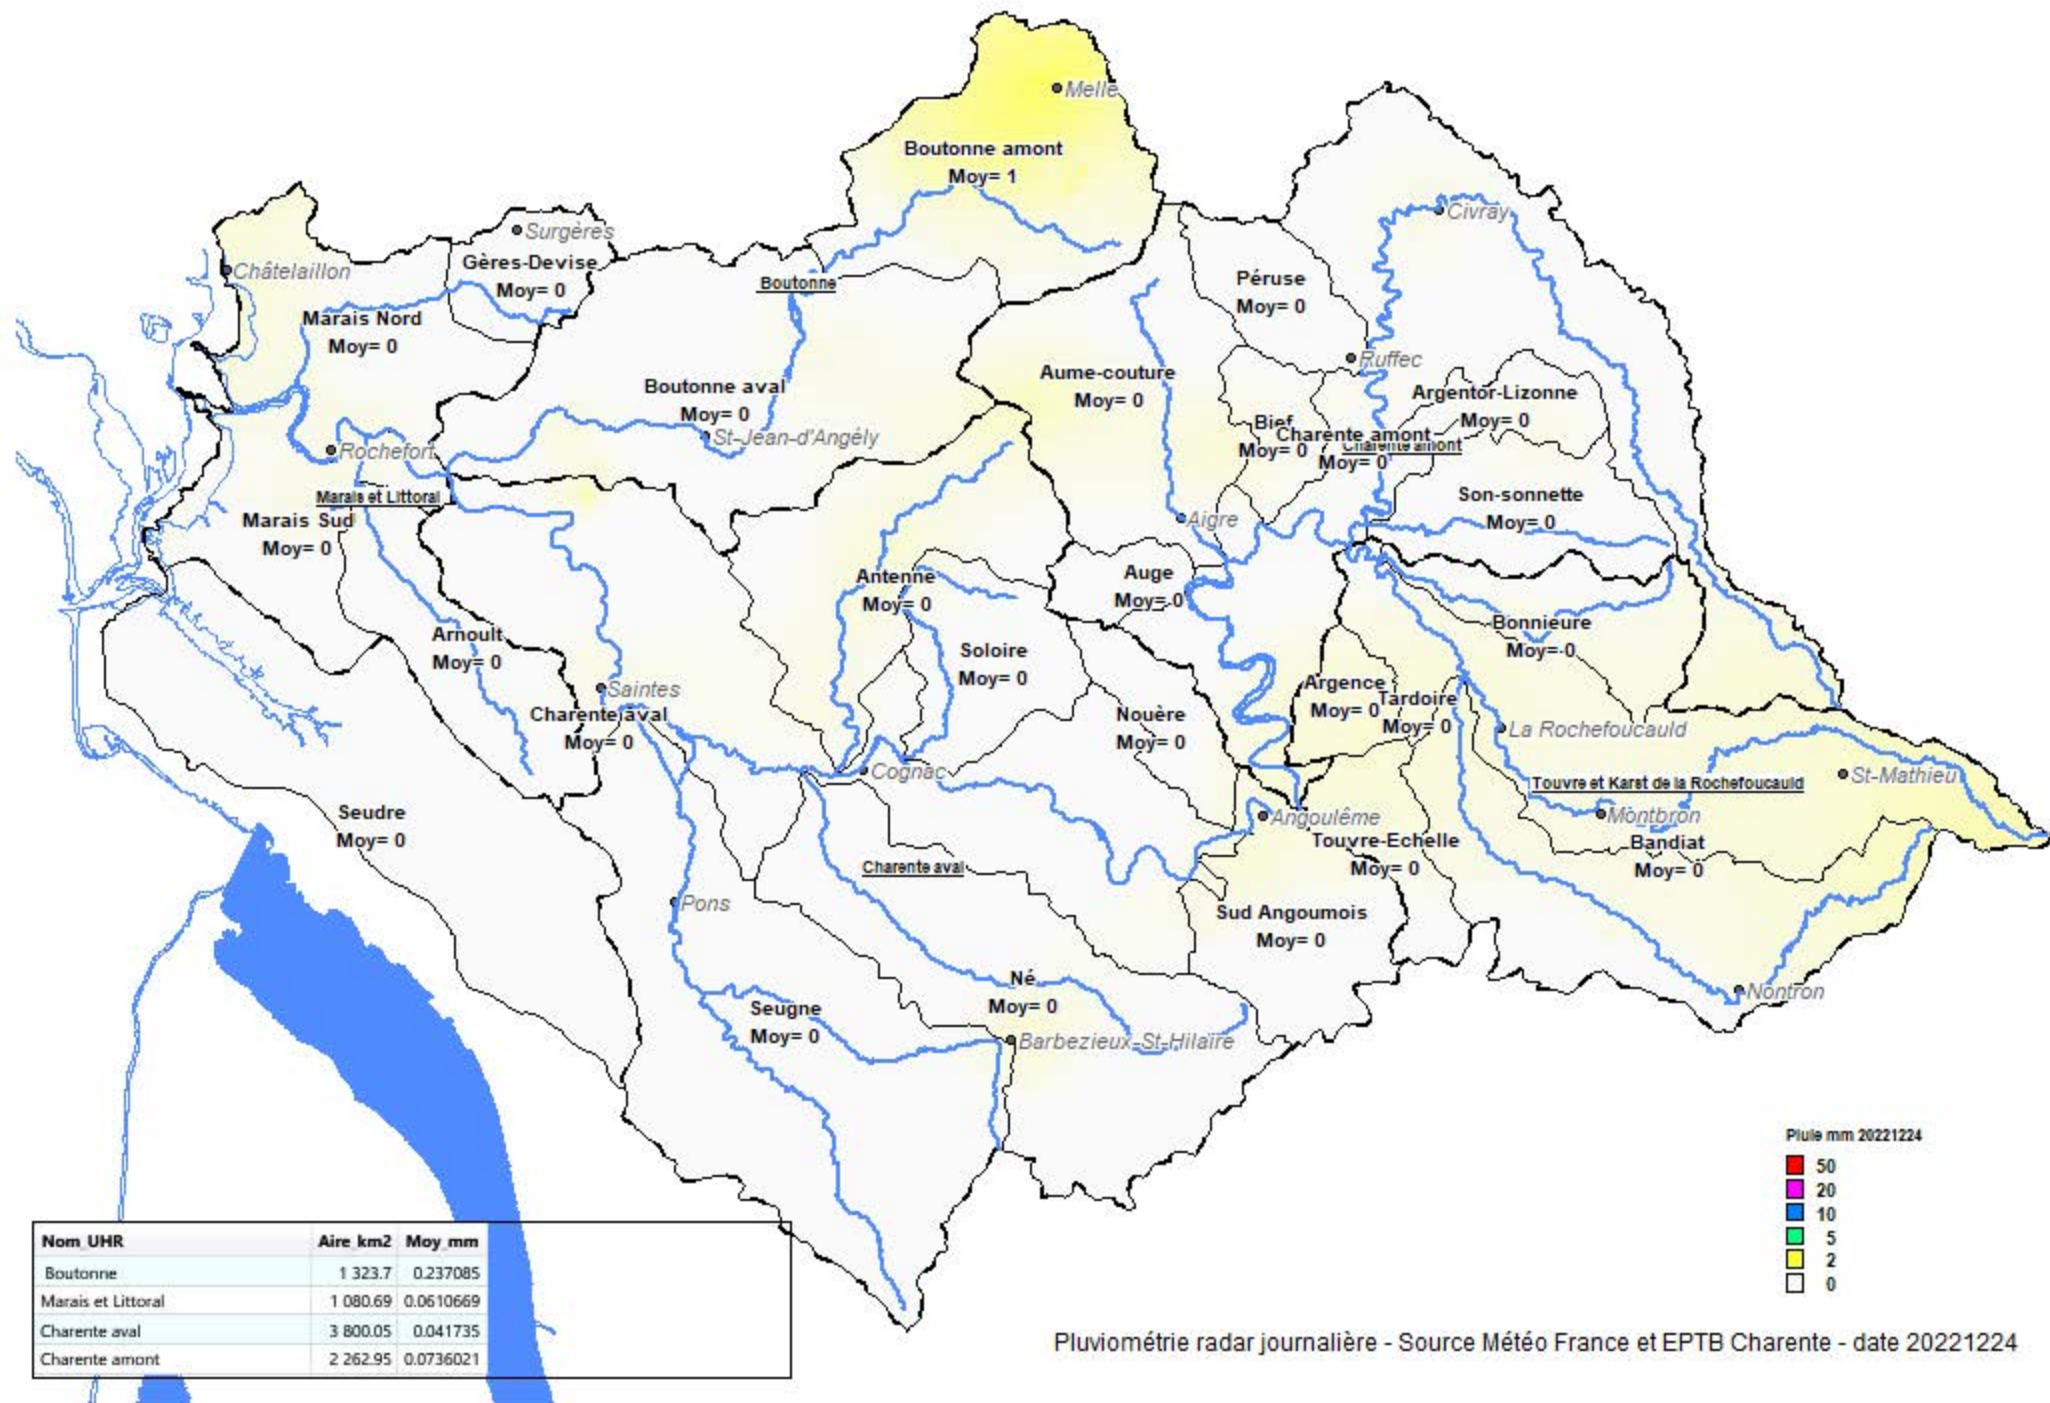 Melle
Boutonne amont
Moy= 1
Civray
Surgères
Châtelaillon
Gères-Devise
Moy= 0
Boutonne
Péruse
Moy= 0
Marais Nord
Moy= 0
Ruffec
Aume-couture
Moy= 0
Boutonne aval
Moy= 0
Argentor-Lizonne
Moy= 0
St-Jean-d'Angély
Bief
Moy= 0
Charente amont
Moy= 0
Charente amont
Rochefort
Marais et Littoral
Marais Sud
Moy= 0
Son-sonnette
Moy= 0
Aigre
Antenne
Moy= 0
Auge
Moy= 0
Arnoult
Moy= 0
Soloire
Moy= 0
Bonnieure
Moy= 0
Saintes
Argence
Moy= 0
Tardoire
Moy= 0
Charente aval
Moy= 0
Nouère
Moy= 0
La Rochefoucauld
Cognac
Touvre et Karst de la Rochefoucauld
St-Mathieu
Seudre
Moy= 0
Angoulême
Montbron
Touvre-Echelle
Moy= 0
Bandiat
Moy= 0
Charente aval
Pons
Sud Angoumois
Moy= 0
Né
Moy= 0
Nontron
Seugne
Moy= 0
Barbezieux-St-Hilaire
Pluie mm 20221224
50
20
10
5
2
0
Nom_UHR Aire_km2 Moy_mm
Boutonne 1 323.7 0.237085
Marais et Littoral 1 080.69 0.0610669
Charente aval 3 800.05 0.041735
Charente amont 2 262.95 0.0736021
Pluviométrie radar journalière - Source Météo France et EPTB Charente - date 20221224